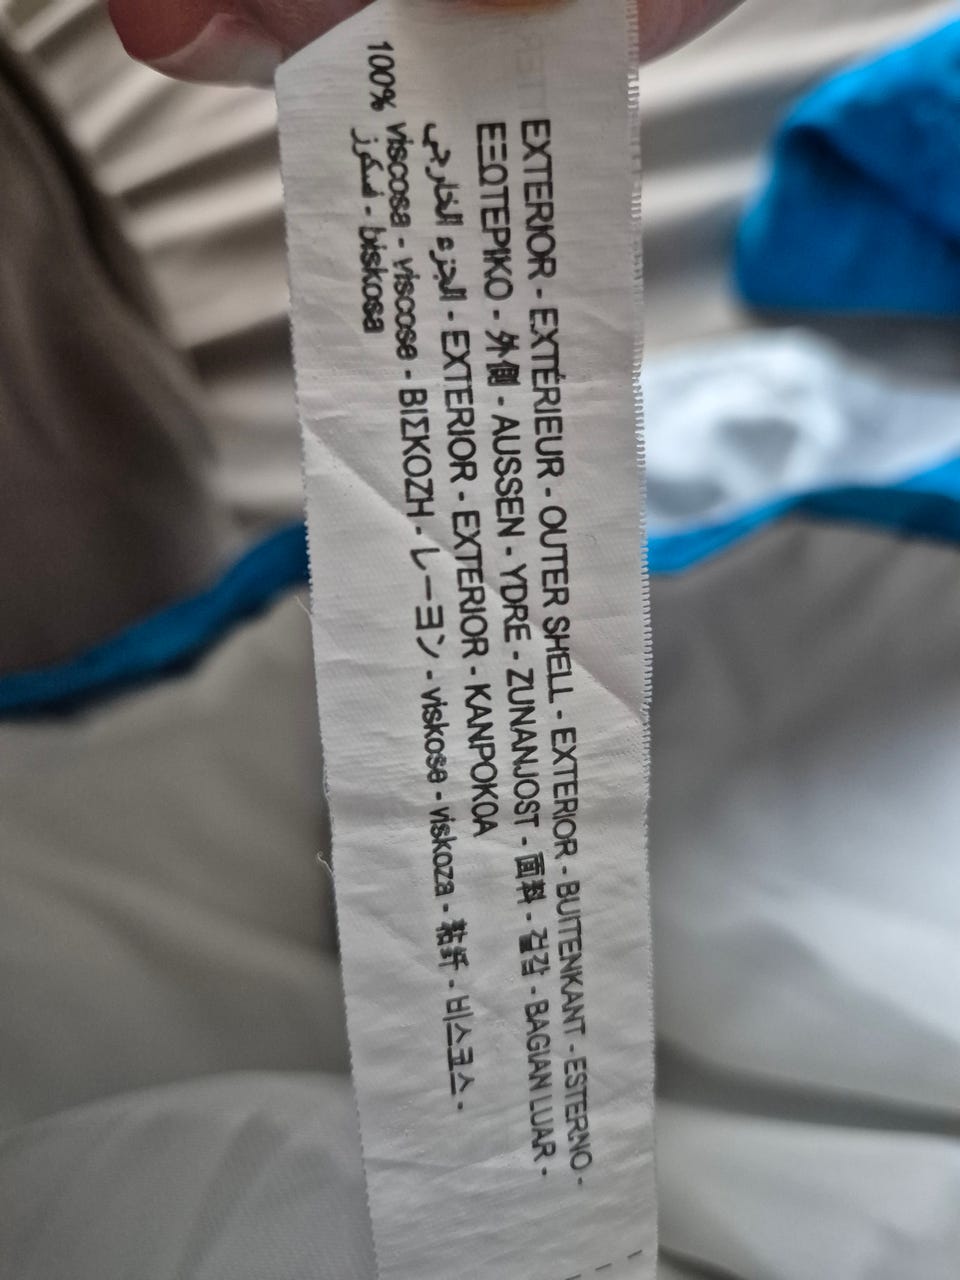 EXTERIOR - EXTÉRIEUR - OUTER SHELL - EXTERIOR - BUITENKANT - ESTERNO -
ΕΞΩΤΕΡΙΚΟ - 外側 - AUSSEN - YDRE - ZUNANJOST - 面料 - 겉감 - BAGIAN LUAR -
الجزء الخارجي - EXTERIOR - EXTERIOR - KANPOKOA
100% viscosa - viscose - ΒΙΣΚΟΖΗ - レーヨン - viskose - viskoza - 粘纤 - 비스코스 -
فسكوز - biskosa